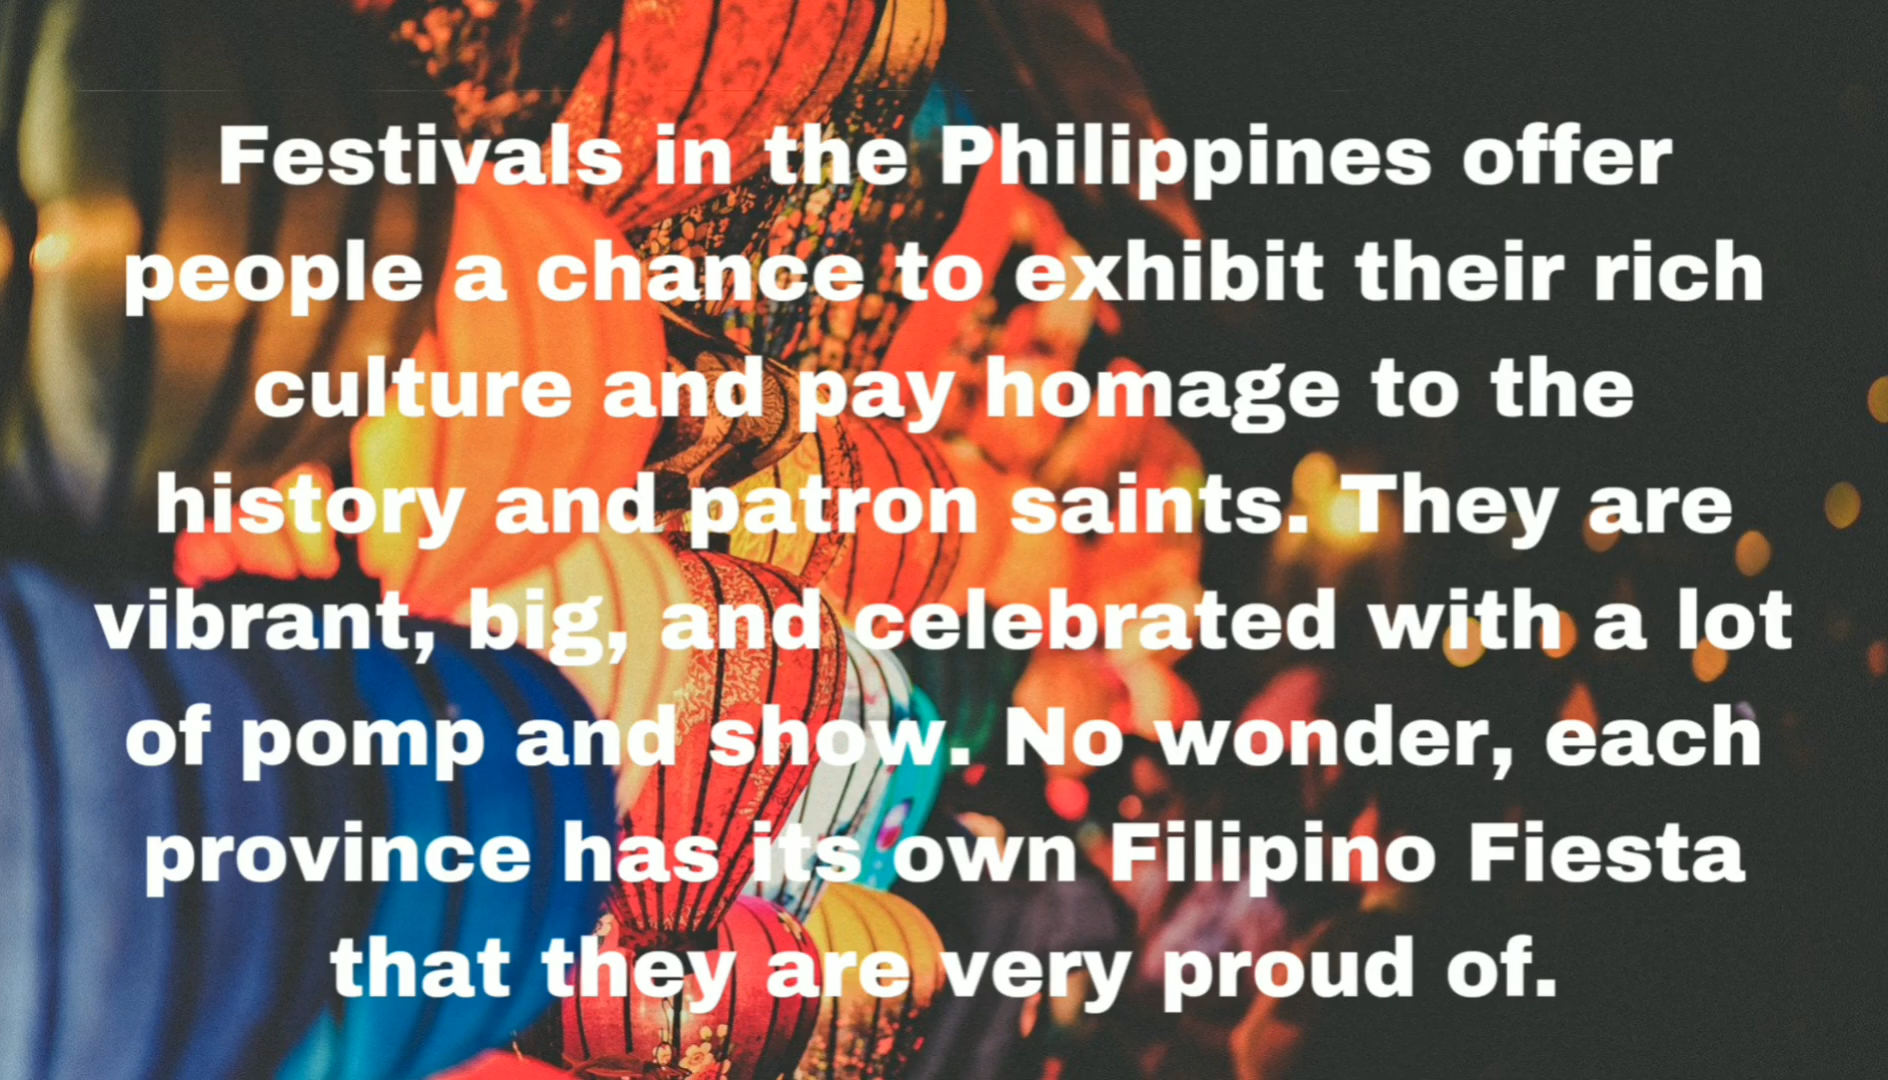 Festivals in the Philippines offer
people a chance to exhibit their rich
culture and pay homage to the
history and patron saints. They are
vibrant, big, and celebrated with a lot
of pomp and show. No wonder, each
province has its own Filipino Fiesta
that they are very proud of.